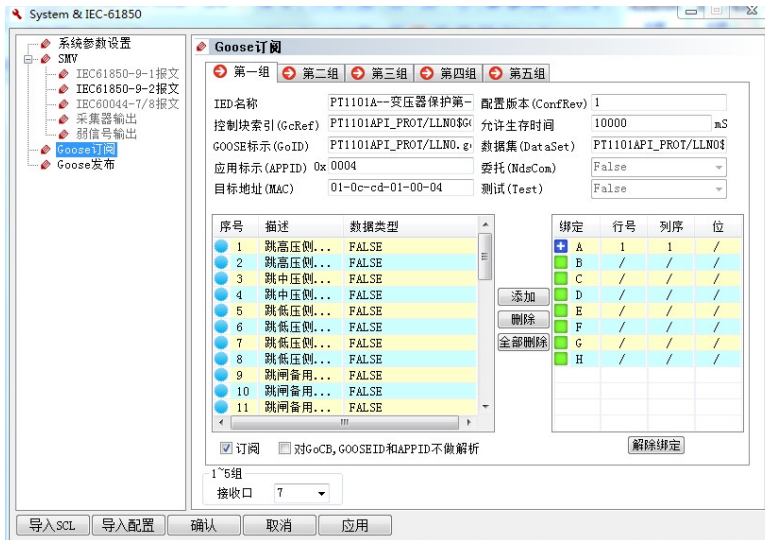 System & IEC-61850
系统参数设置
SMV
IEC61850-9-1报文
IEC61850-9-2报文
IEC60044-7/8报文
采集器输出
弱信号输出
Goose订阅
Goose发布
Goose订阅
第一组 第二组 第三组 第四组 第五组
IED名称 PT1101A--变压器保护第一 配置版本(ConfRev) 1
控制块索引(GcRef) PT1101API_PROT/LLN0$G 允许生存时间 10000 mS
GOOSE标示(GoID) PT1101API_PROT/LLN0.g 数据集(DataSet) PT1101API_PROT/LLN0$
应用标示(APPID) 0x 0004 委托(NdsCom) False
目标地址(MAC) 01-0c-cd-01-00-04 测试(Test) False
序号 描述 数据类型
1 跳高压侧... FALSE
2 跳高压侧... FALSE
3 跳中压侧... FALSE
4 跳中压侧... FALSE
5 跳低压侧... FALSE
6 跳低压侧... FALSE
7 跳低压侧... FALSE
8 跳低压侧... FALSE
9 跳闸备用... FALSE
10 跳闸备用... FALSE
11 跳闸备用... FALSE
添加
删除
全部删除
绑定 行号 列序 位
A 1 1 /
B / / /
C / / /
D / / /
E / / /
F / / /
G / / /
H / / /
订阅 对GoCB,GOOSEID和APPID不做解析
解除绑定
1~5组
接收口 7
导入SCL 导入配置 确认 取消 应用